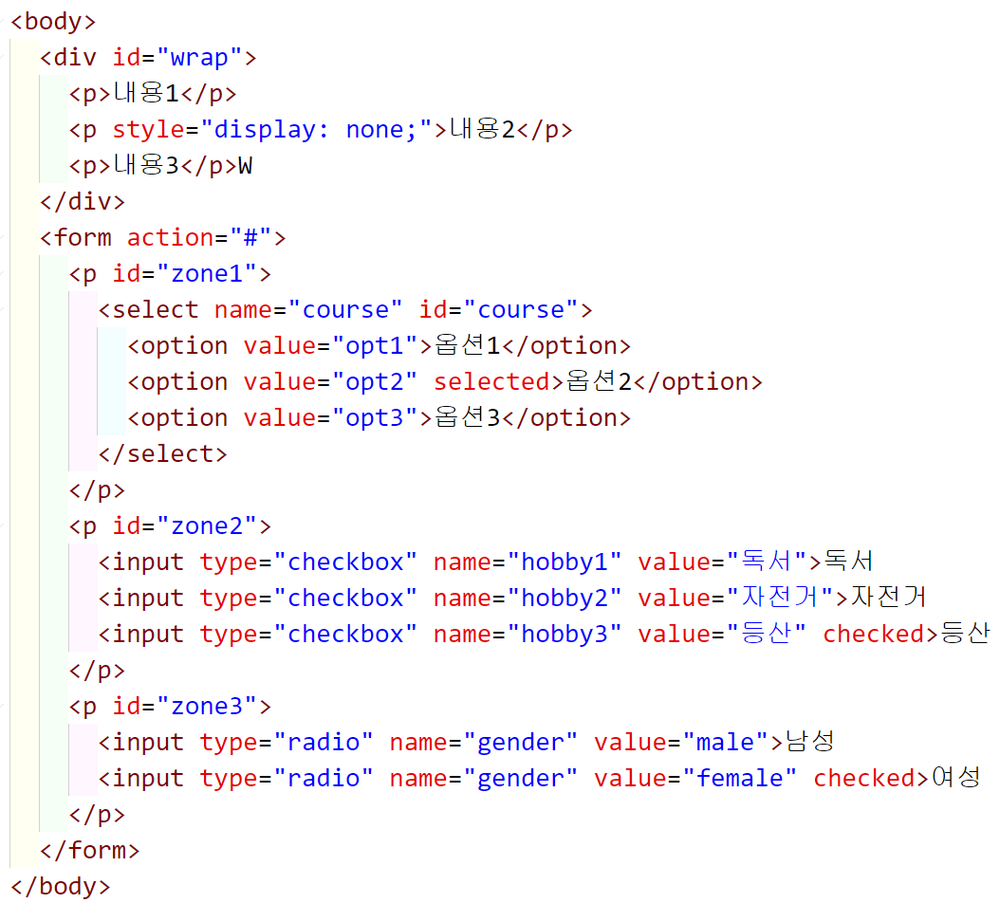 <body>
<div id="wrap">
<p>내용1</p>
<p style="display: none;">내용2</p>
<p>내용3</p>W
</div>
<form action="#">
<p id="zone1">
<select name="course" id="course">
<option value="opt1">옵션1</option>
<option value="opt2" selected>옵션2</option>
<option value="opt3">옵션3</option>
</select>
</p>
<p id="zone2">
<input type="checkbox" name="hobby1" value="독서">독서
<input type="checkbox" name="hobby2" value="자전거">자전거
<input type="checkbox" name="hobby3" value="등산" checked>등산
</p>
<p id="zone3">
<input type="radio" name="gender" value="male">남성
<input type="radio" name="gender" value="female" checked>여성
</p>
</form>
</body>